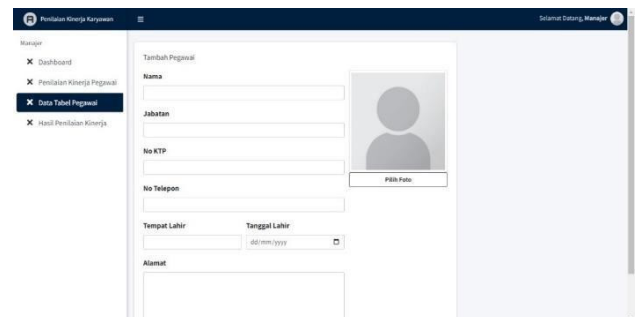 Penilaian Kinerja Karyawan
Selamat Datang, Manajer
Manajer
Dashboard
Penilaian Kinerja Pegawai
Data Tabel Pegawai
Hasil Penilaian Kinerja
Tambah Pegawai
Nama
Jabatan
No KTP
Pilih Foto
No Telepon
Tempat Lahir
Tanggal Lahir
dd/mm/yyyy
Alamat